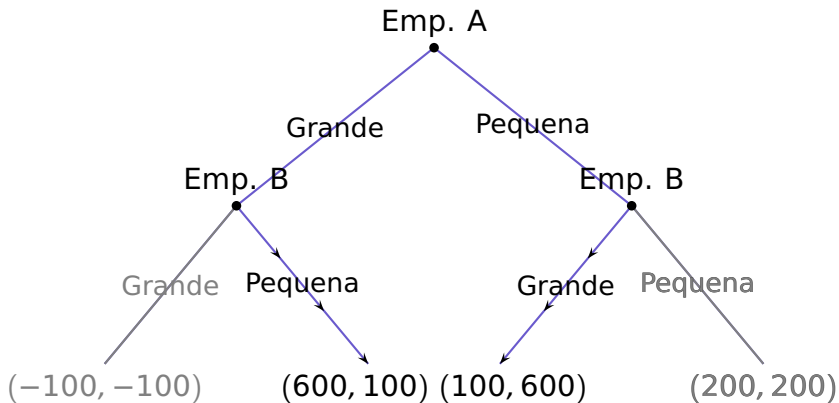 Emp. A
Grande
Pequena
Emp. B
Emp. B
Grande
Pequena
Grande
Pequena
(−100, −100)
(600, 100)
(100, 600)
(200, 200)